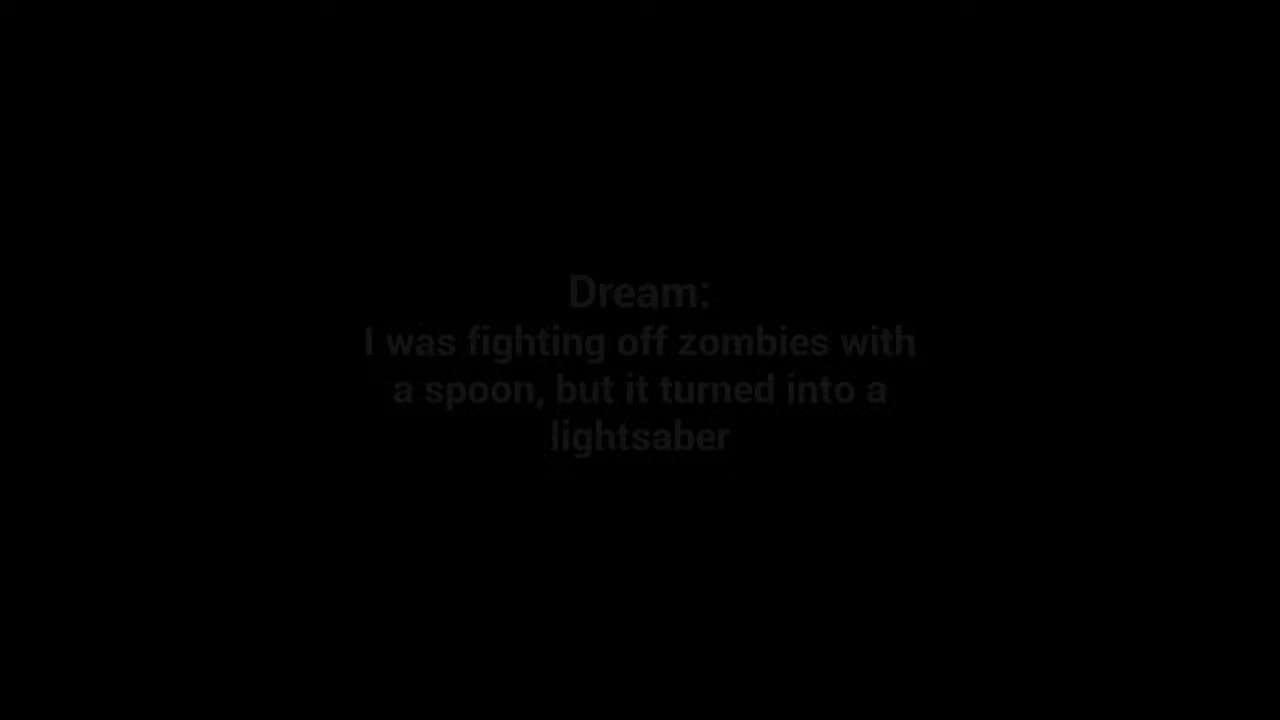 Dream:
I was fighting off zombies with
a spoon, but it turned into a
lightsaber